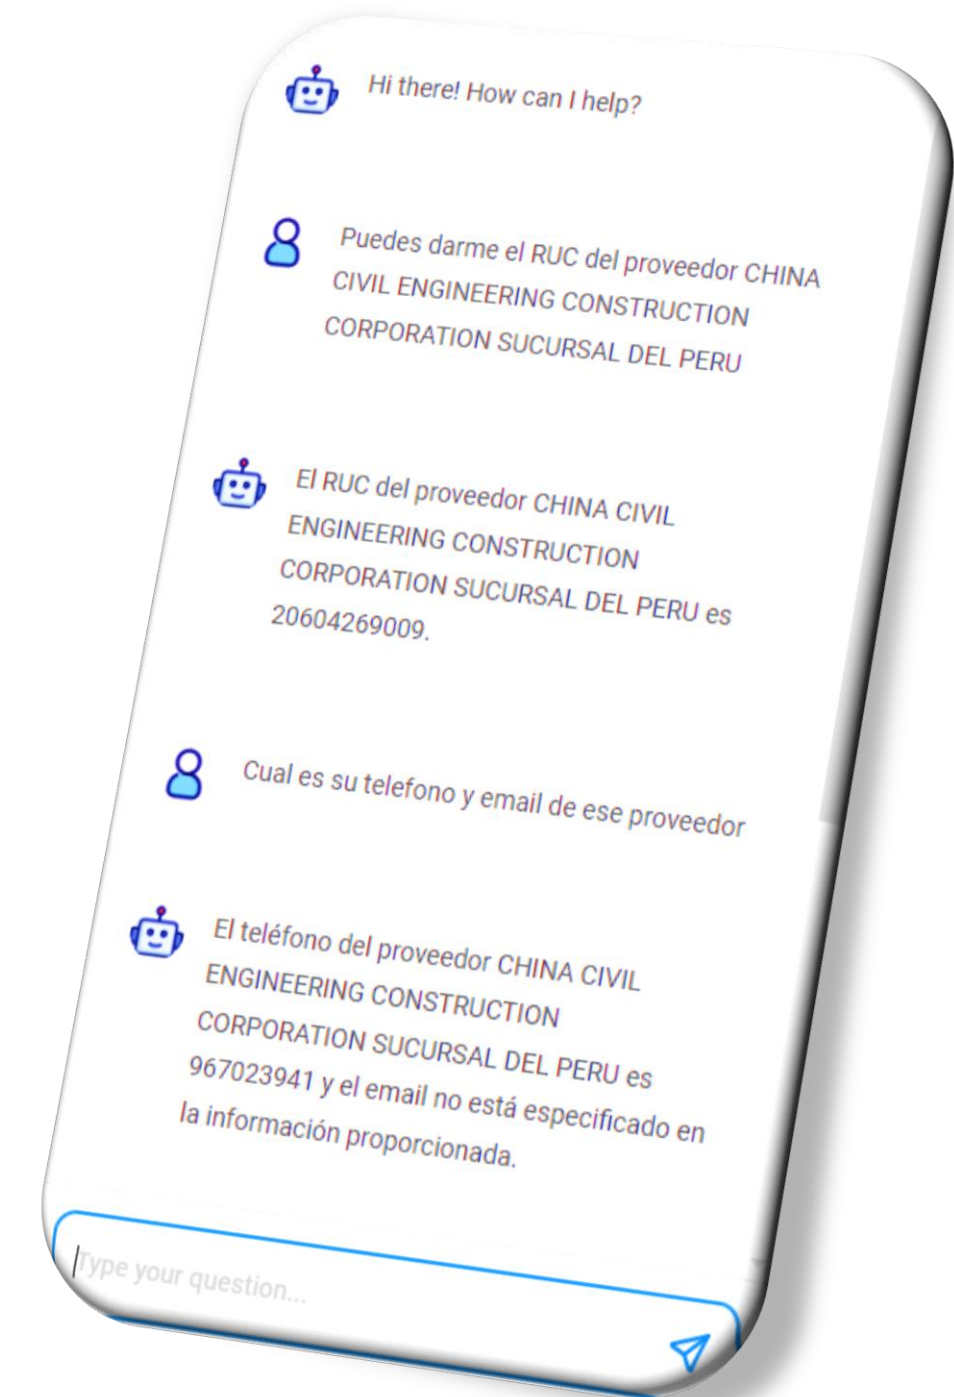 Hi there! How can I help?
Puedes darme el RUC del proveedor CHINA
CIVIL ENGINEERING CONSTRUCTION
CORPORATION SUCURSAL DEL PERU
El RUC del proveedor CHINA CIVIL
ENGINEERING CONSTRUCTION
CORPORATION SUCURSAL DEL PERU es
20604269009.
Cual es su telefono y email de ese proveedor
El teléfono del proveedor CHINA CIVIL
ENGINEERING CONSTRUCTION
CORPORATION SUCURSAL DEL PERU es
967023941 y el email no está especificado en
la información proporcionada.
Type your question...